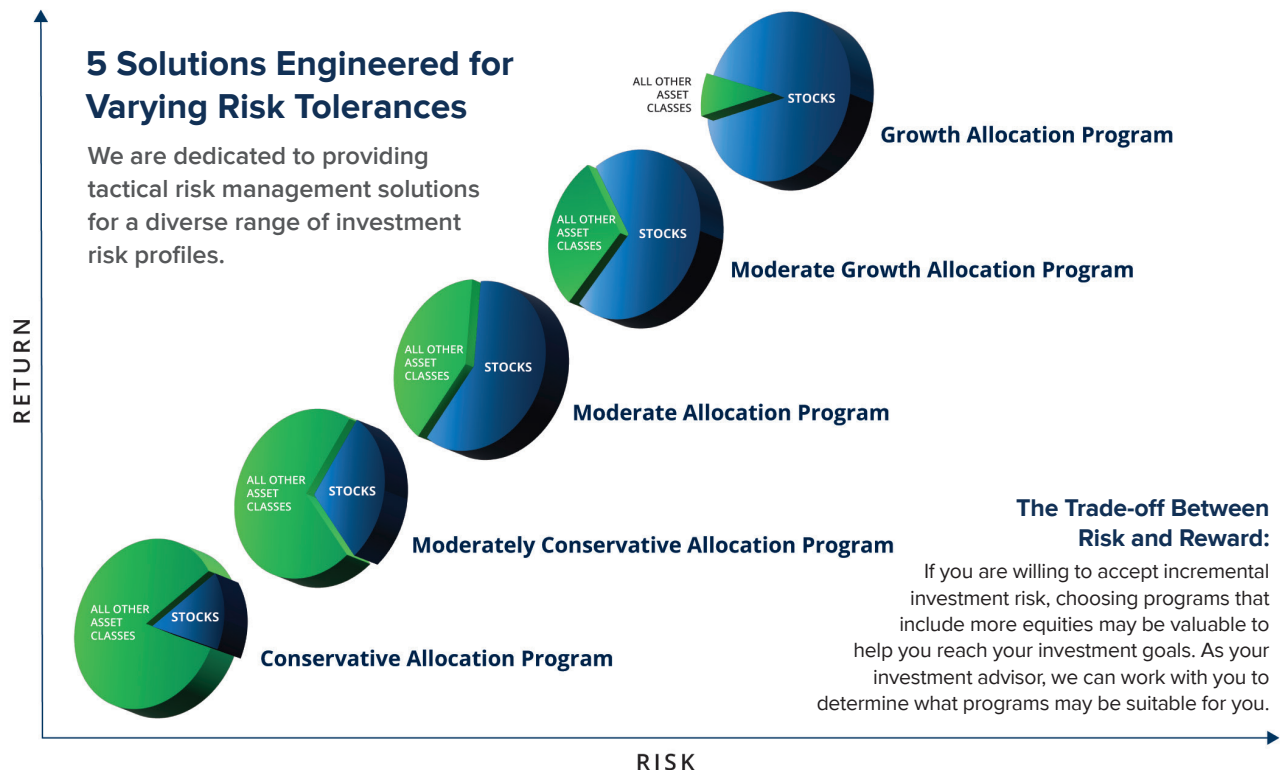 5 Solutions Engineered for
Varying Risk Tolerances
We are dedicated to providing
tactical risk management solutions
for a diverse range of investment
risk profiles.
ALL OTHER
ASSET
CLASSES
STOCKS
Growth Allocation Program
ALL OTHER
ASSET
CLASSES
STOCKS
Moderate Growth Allocation Program
ALL OTHER
ASSET
CLASSES
STOCKS
Moderate Allocation Program
ALL OTHER
ASSET
CLASSES
STOCKS
Moderately Conservative Allocation Program
ALL OTHER
ASSET
CLASSES
STOCKS
Conservative Allocation Program
The Trade-off Between
Risk and Reward:
If you are willing to accept incremental
investment risk, choosing programs that
include more equities may be valuable to
help you reach your investment goals. As your
investment advisor, we can work with you to
determine what programs may be suitable for you.
RETURN
RISK